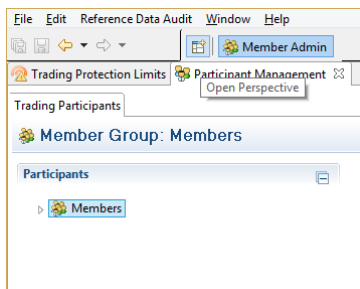 File Edit Reference Data Audit Window Help
Member Admin
Trading Protection Limits Participant Management
Open Perspective
Trading Participants
Member Group: Members
Participants
Members